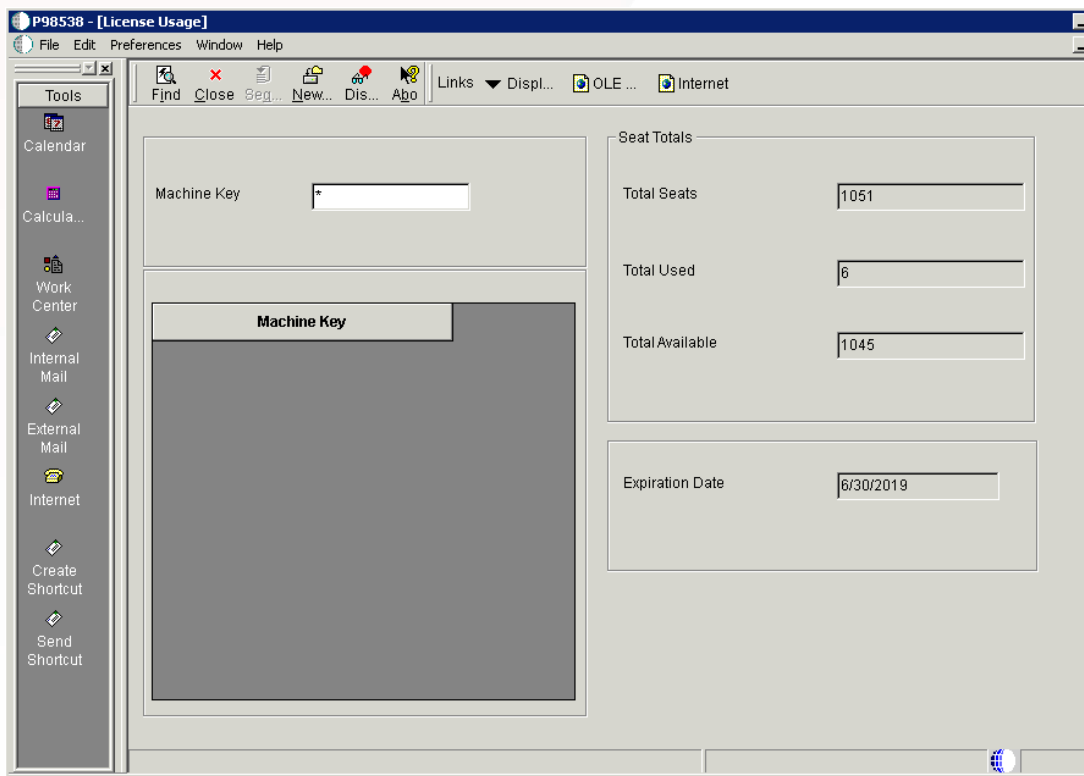 P98538 - [License Usage]
File Edit Preferences Window Help
Tools
Calendar
Calcula...
Work
Center
Internal
Mail
External
Mail
Internet
Create
Shortcut
Send
Shortcut
Find Close Seq... New... Dis... Abo Links Displ... OLE ... Internet
Machine Key *
Machine Key
Seat Totals
Total Seats 1051
Total Used 6
Total Available 1045
Expiration Date 6/30/2019